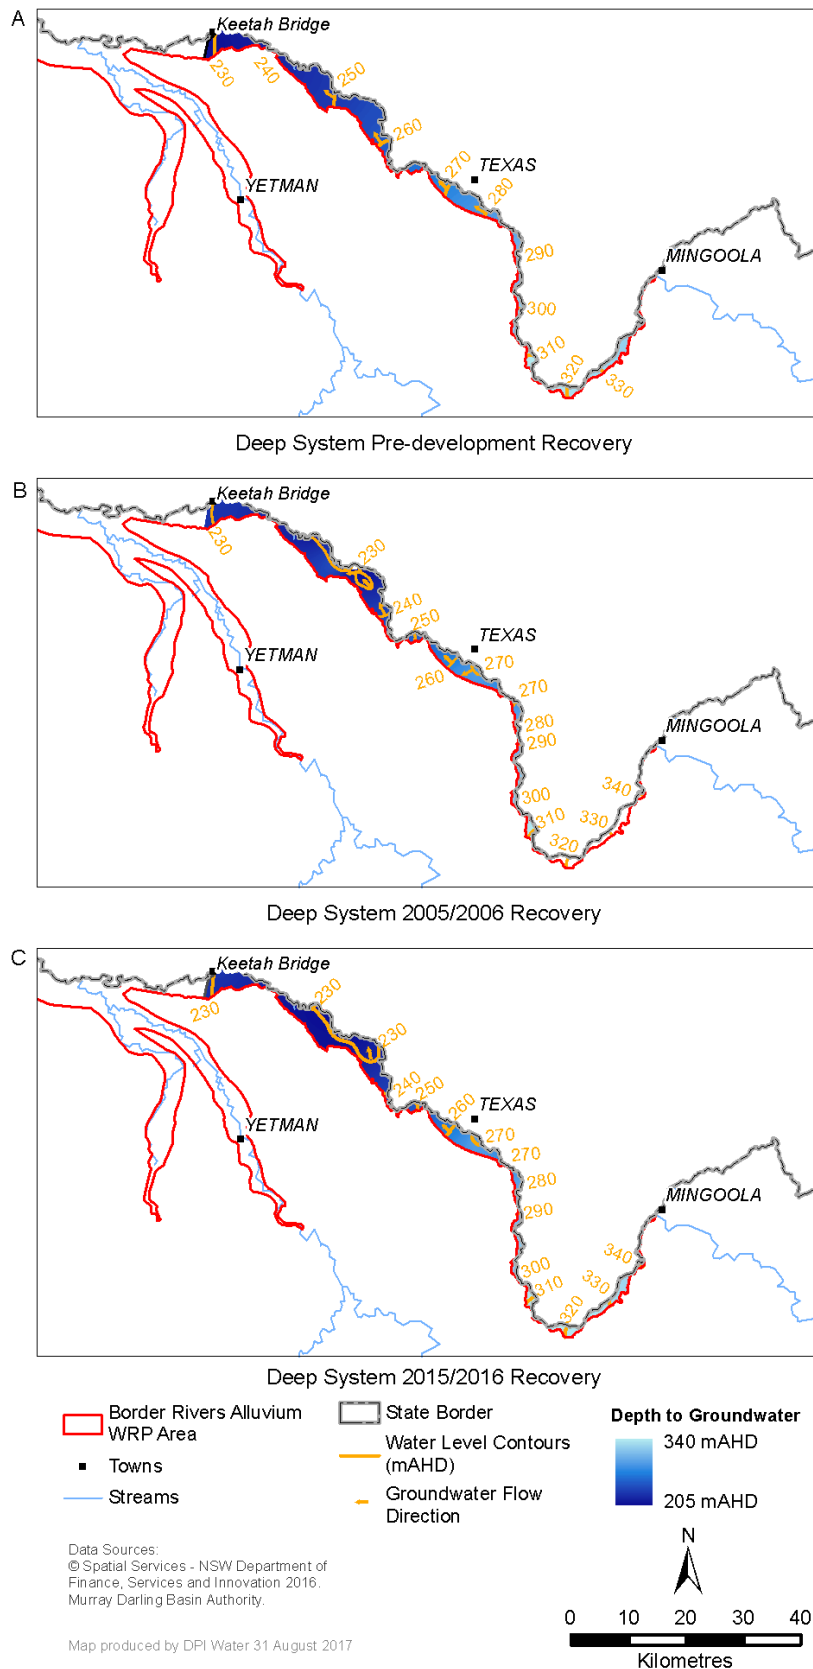 A
Keetah Bridge
230
240
250
260
270
TEXAS
280
YETMAN
290
MINGOOLA
300
310
320
330
Deep System Pre-development Recovery
B
Keetah Bridge
230
230
240
250
TEXAS
260
270
YETMAN
270
280
290
MINGOOLA
300
310
320
330
340
Deep System 2005/2006 Recovery
C
Keetah Bridge
230
230
230
240
250
260
TEXAS
270
YETMAN
270
280
290
MINGOOLA
300
310
320
330
340
Deep System 2015/2016 Recovery
Border Rivers Alluvium
WRP Area
Towns
Streams
State Border
Water Level Contours
(mAHD)
Groundwater Flow
Direction
Depth to Groundwater
340 mAHD
205 mAHD
Data Sources:
© Spatial Services - NSW Department of
Finance, Services and Innovation 2016.
Murray Darling Basin Authority.
Map produced by DPI Water 31 August 2017
N
0 10 20 30 40
Kilometres